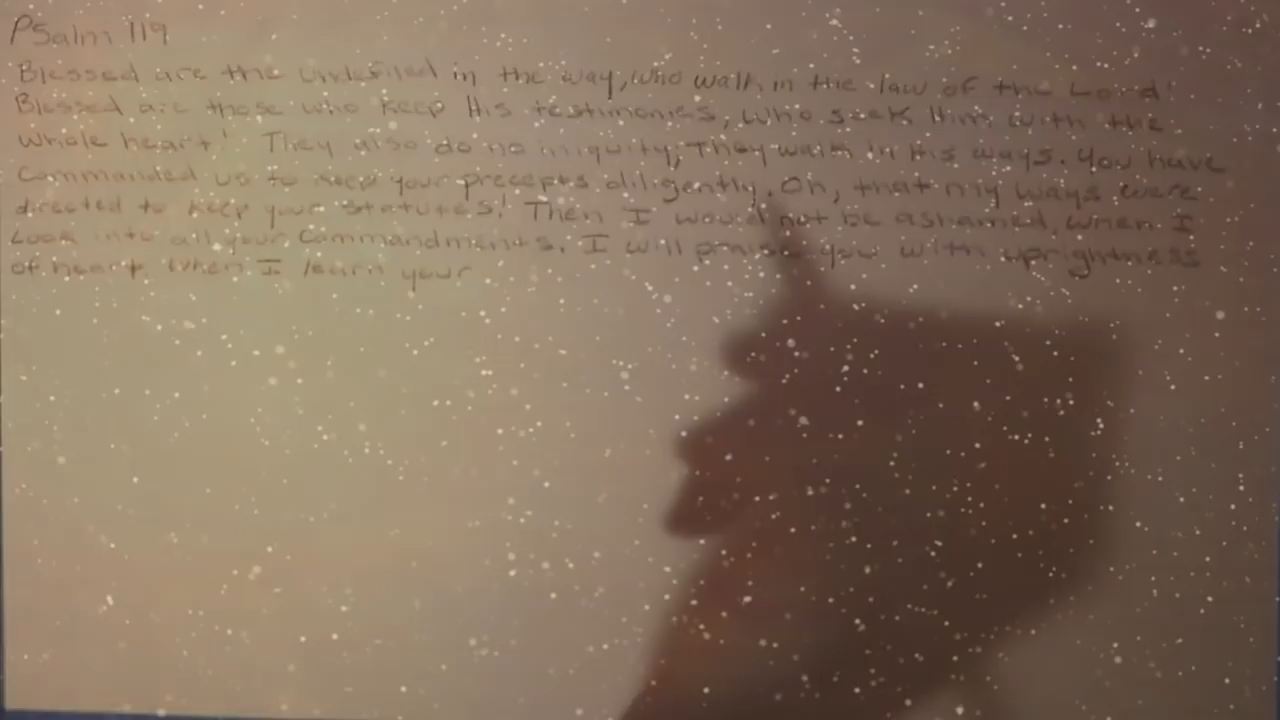 Psalm 119
Blessed are the undefiled in the way, who walk in the law of the Lord!
Blessed are those who keep His testimonies, who seek Him with the
whole heart! They also do no iniquity; They walk in His ways. You have
Commanded us to keep your precepts diligently. Oh, that my ways were
directed to keep your statutes! Then I would not be ashamed, when I
Look into all your Commandments. I will praise you with uprightness
of heart, when I learn your